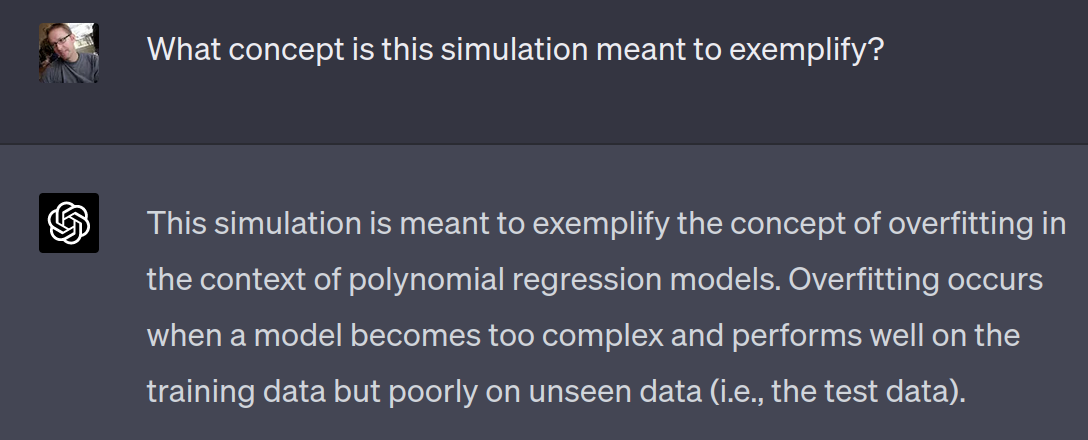 What concept is this simulation meant to exemplify?
This simulation is meant to exemplify the concept of overfitting in
the context of polynomial regression models. Overfitting occurs
when a model becomes too complex and performs well on the
training data but poorly on unseen data (i.e., the test data).